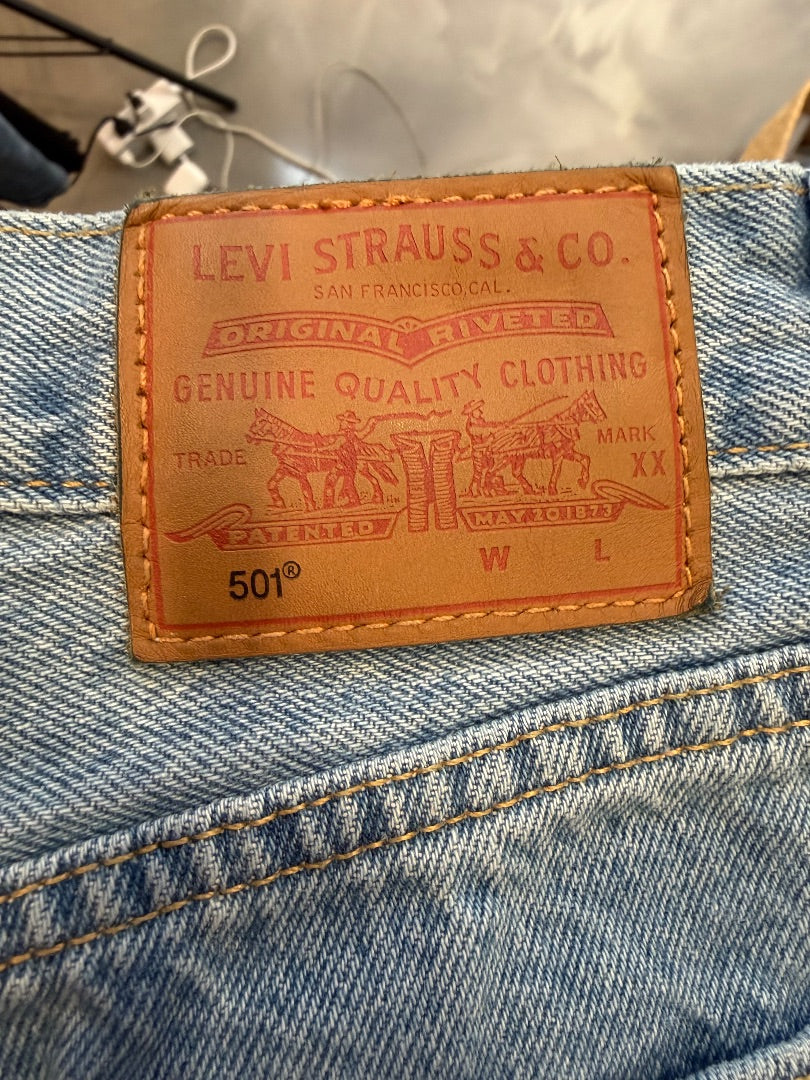 LEVI STRAUSS & CO.
SAN FRANCISCO, CAL.
ORIGINAL RIVETED
GENUINE QUALITY CLOTHING
TRADE MARK
XX
PATENTED MAY 20 1873
W L
501®